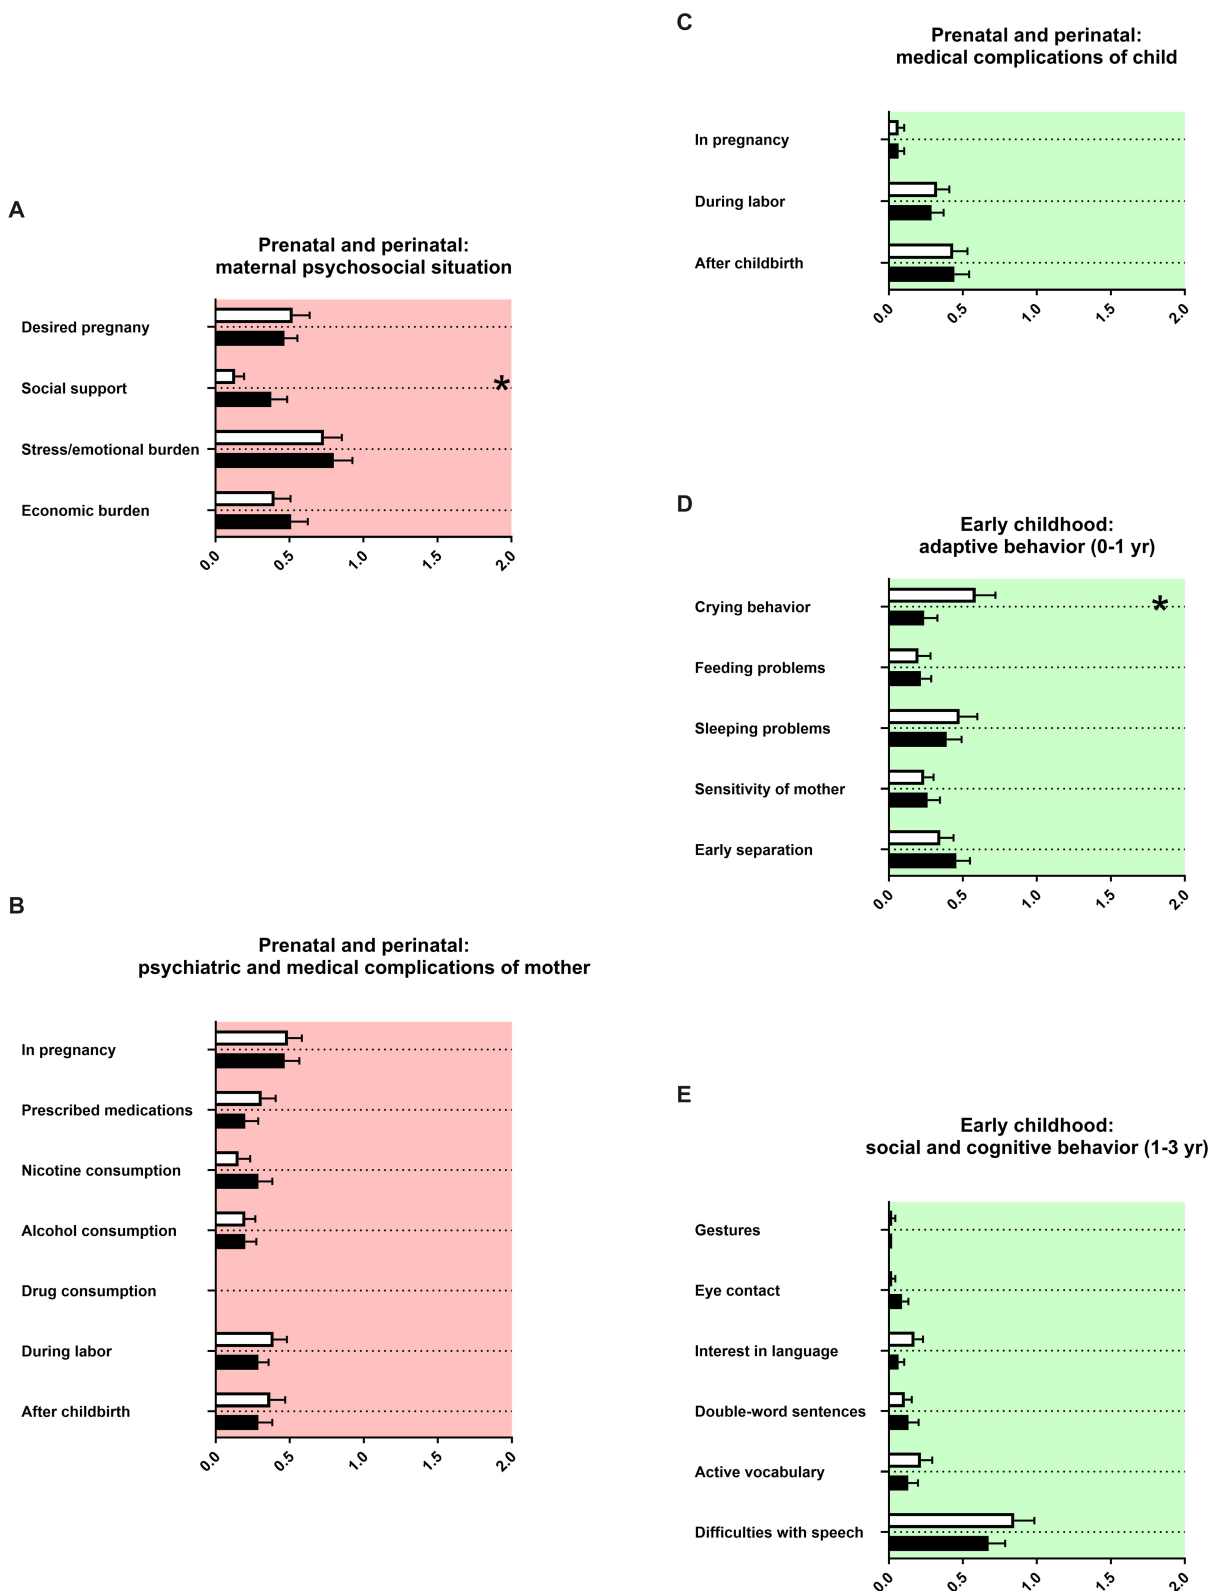 A
Prenatal and perinatal:
maternal psychosocial situation
Desired pregnany
Social support
*
Stress/emotional burden
Economic burden
0.0 0.5 1.0 1.5 2.0
B
Prenatal and perinatal:
psychiatric and medical complications of mother
In pregnancy
Prescribed medications
Nicotine consumption
Alcohol consumption
Drug consumption
During labor
After childbirth
0.0 0.5 1.0 1.5 2.0
C
Prenatal and perinatal:
medical complications of child
In pregnancy
During labor
After childbirth
0.0 0.5 1.0 1.5 2.0
D
Early childhood:
adaptive behavior (0-1 yr)
Crying behavior
*
Feeding problems
Sleeping problems
Sensitivity of mother
Early separation
0.0 0.5 1.0 1.5 2.0
E
Early childhood:
social and cognitive behavior (1-3 yr)
Gestures
Eye contact
Interest in language
Double-word sentences
Active vocabulary
Difficulties with speech
0.0 0.5 1.0 1.5 2.0